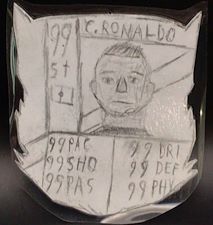 99
C. RONALDO
St
99 PAC
99 DRI
99 SHO
99 DEF
99 PAS
99 PHY